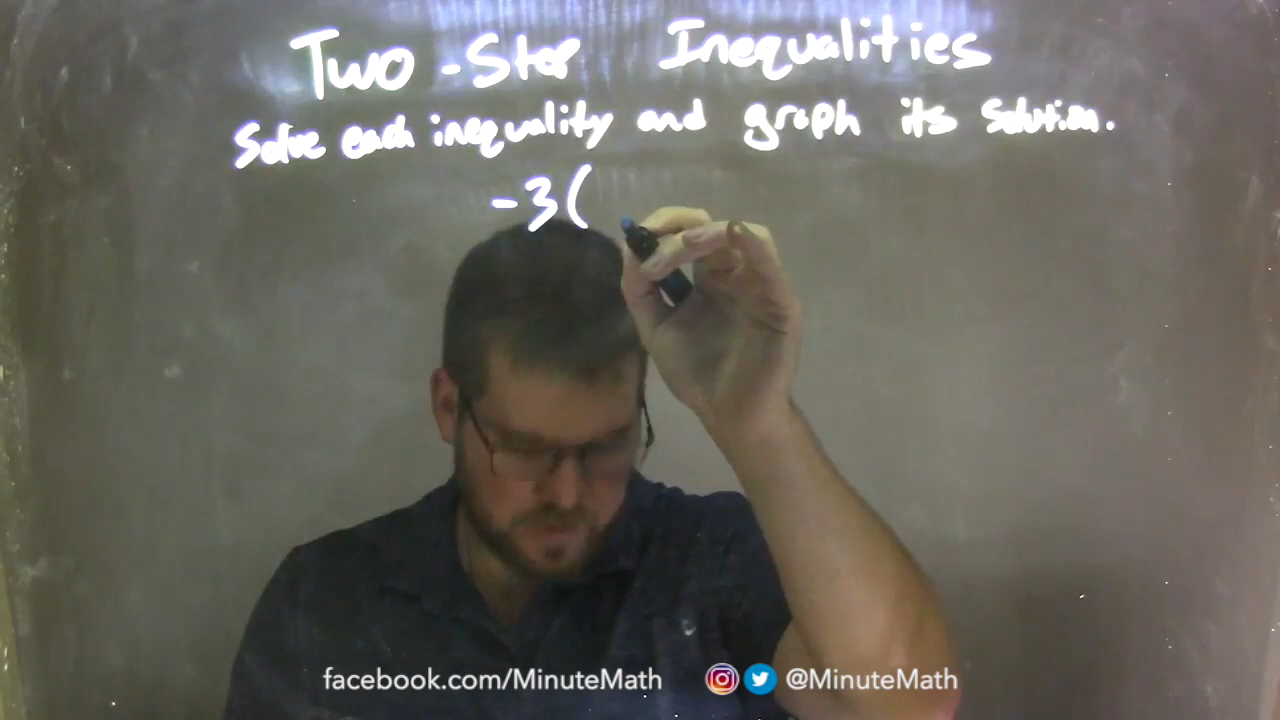 Two-Step Inequalities
Solve each inequality and graph its solution.
-3(
facebook.com/MinuteMath @MinuteMath